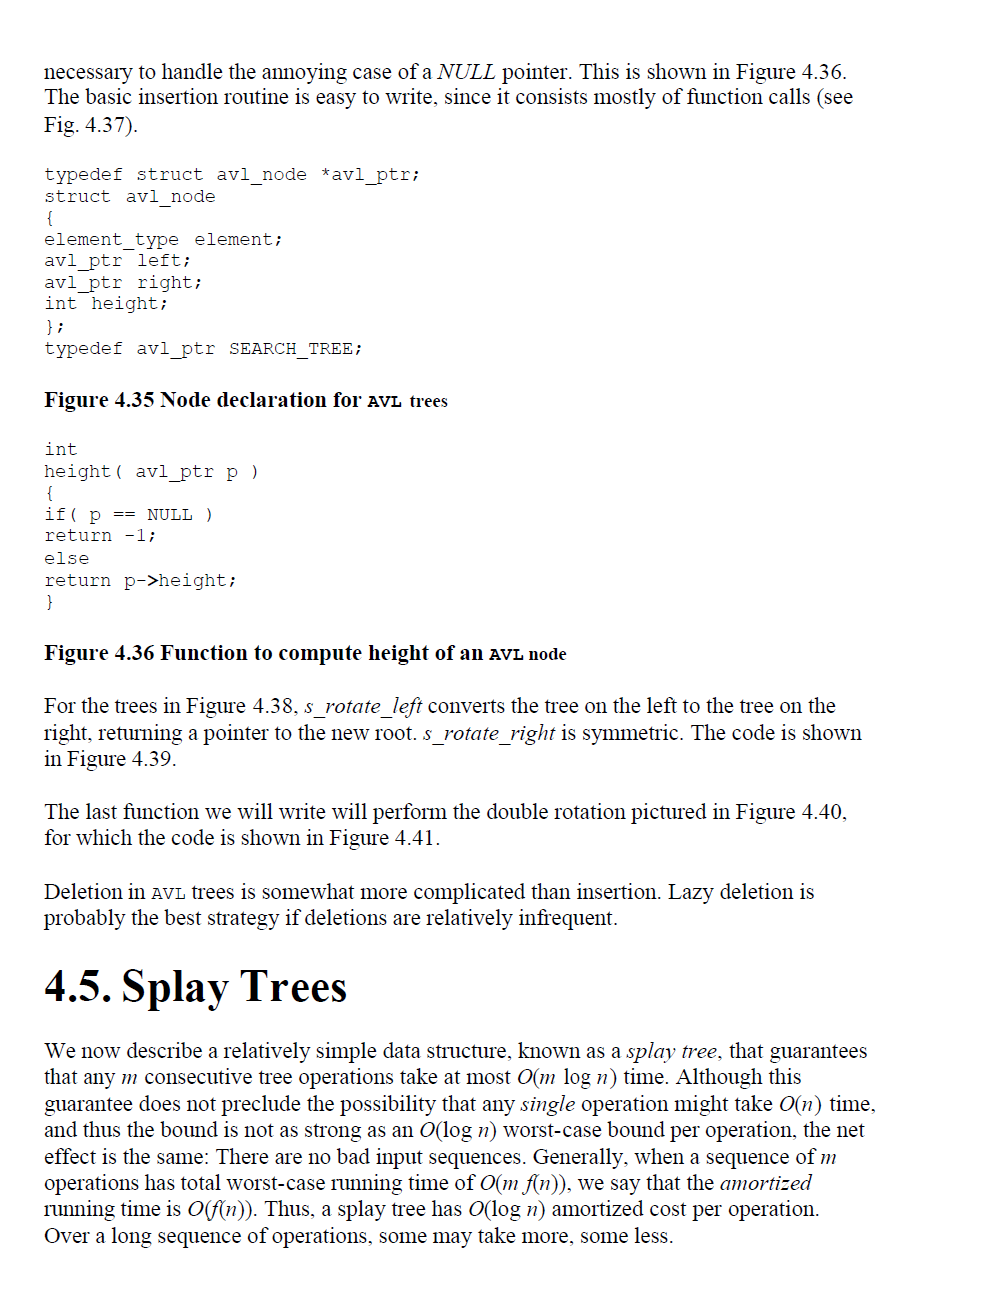 necessary to handle the annoying case of a NULL pointer. This is shown in Figure 4.36.
The basic insertion routine is easy to write, since it consists mostly of function calls (see
Fig. 4.37).
typedef struct avl_node *avl_ptr;
struct avl_node
{
element_type element;
avl_ptr left;
avl_ptr right;
int height;
};
typedef avl_ptr SEARCH_TREE;
Figure 4.35 Node declaration for AVL trees
int
height( avl_ptr p )
{
if( p == NULL )
return -1;
else
return p->height;
}
Figure 4.36 Function to compute height of an AVL node
For the trees in Figure 4.38, s_rotate_left converts the tree on the left to the tree on the
right, returning a pointer to the new root. s_rotate_right is symmetric. The code is shown
in Figure 4.39.
The last function we will write will perform the double rotation pictured in Figure 4.40,
for which the code is shown in Figure 4.41.
Deletion in AVL trees is somewhat more complicated than insertion. Lazy deletion is
probably the best strategy if deletions are relatively infrequent.
4.5. Splay Trees
We now describe a relatively simple data structure, known as a splay tree, that guarantees
that any m consecutive tree operations take at most O(m log n) time. Although this
guarantee does not preclude the possibility that any single operation might take O(n) time,
and thus the bound is not as strong as an O(log n) worst-case bound per operation, the net
effect is the same: There are no bad input sequences. Generally, when a sequence of m
operations has total worst-case running time of O(m f(n)), we say that the amortized
running time is O(f(n)). Thus, a splay tree has O(log n) amortized cost per operation.
Over a long sequence of operations, some may take more, some less.